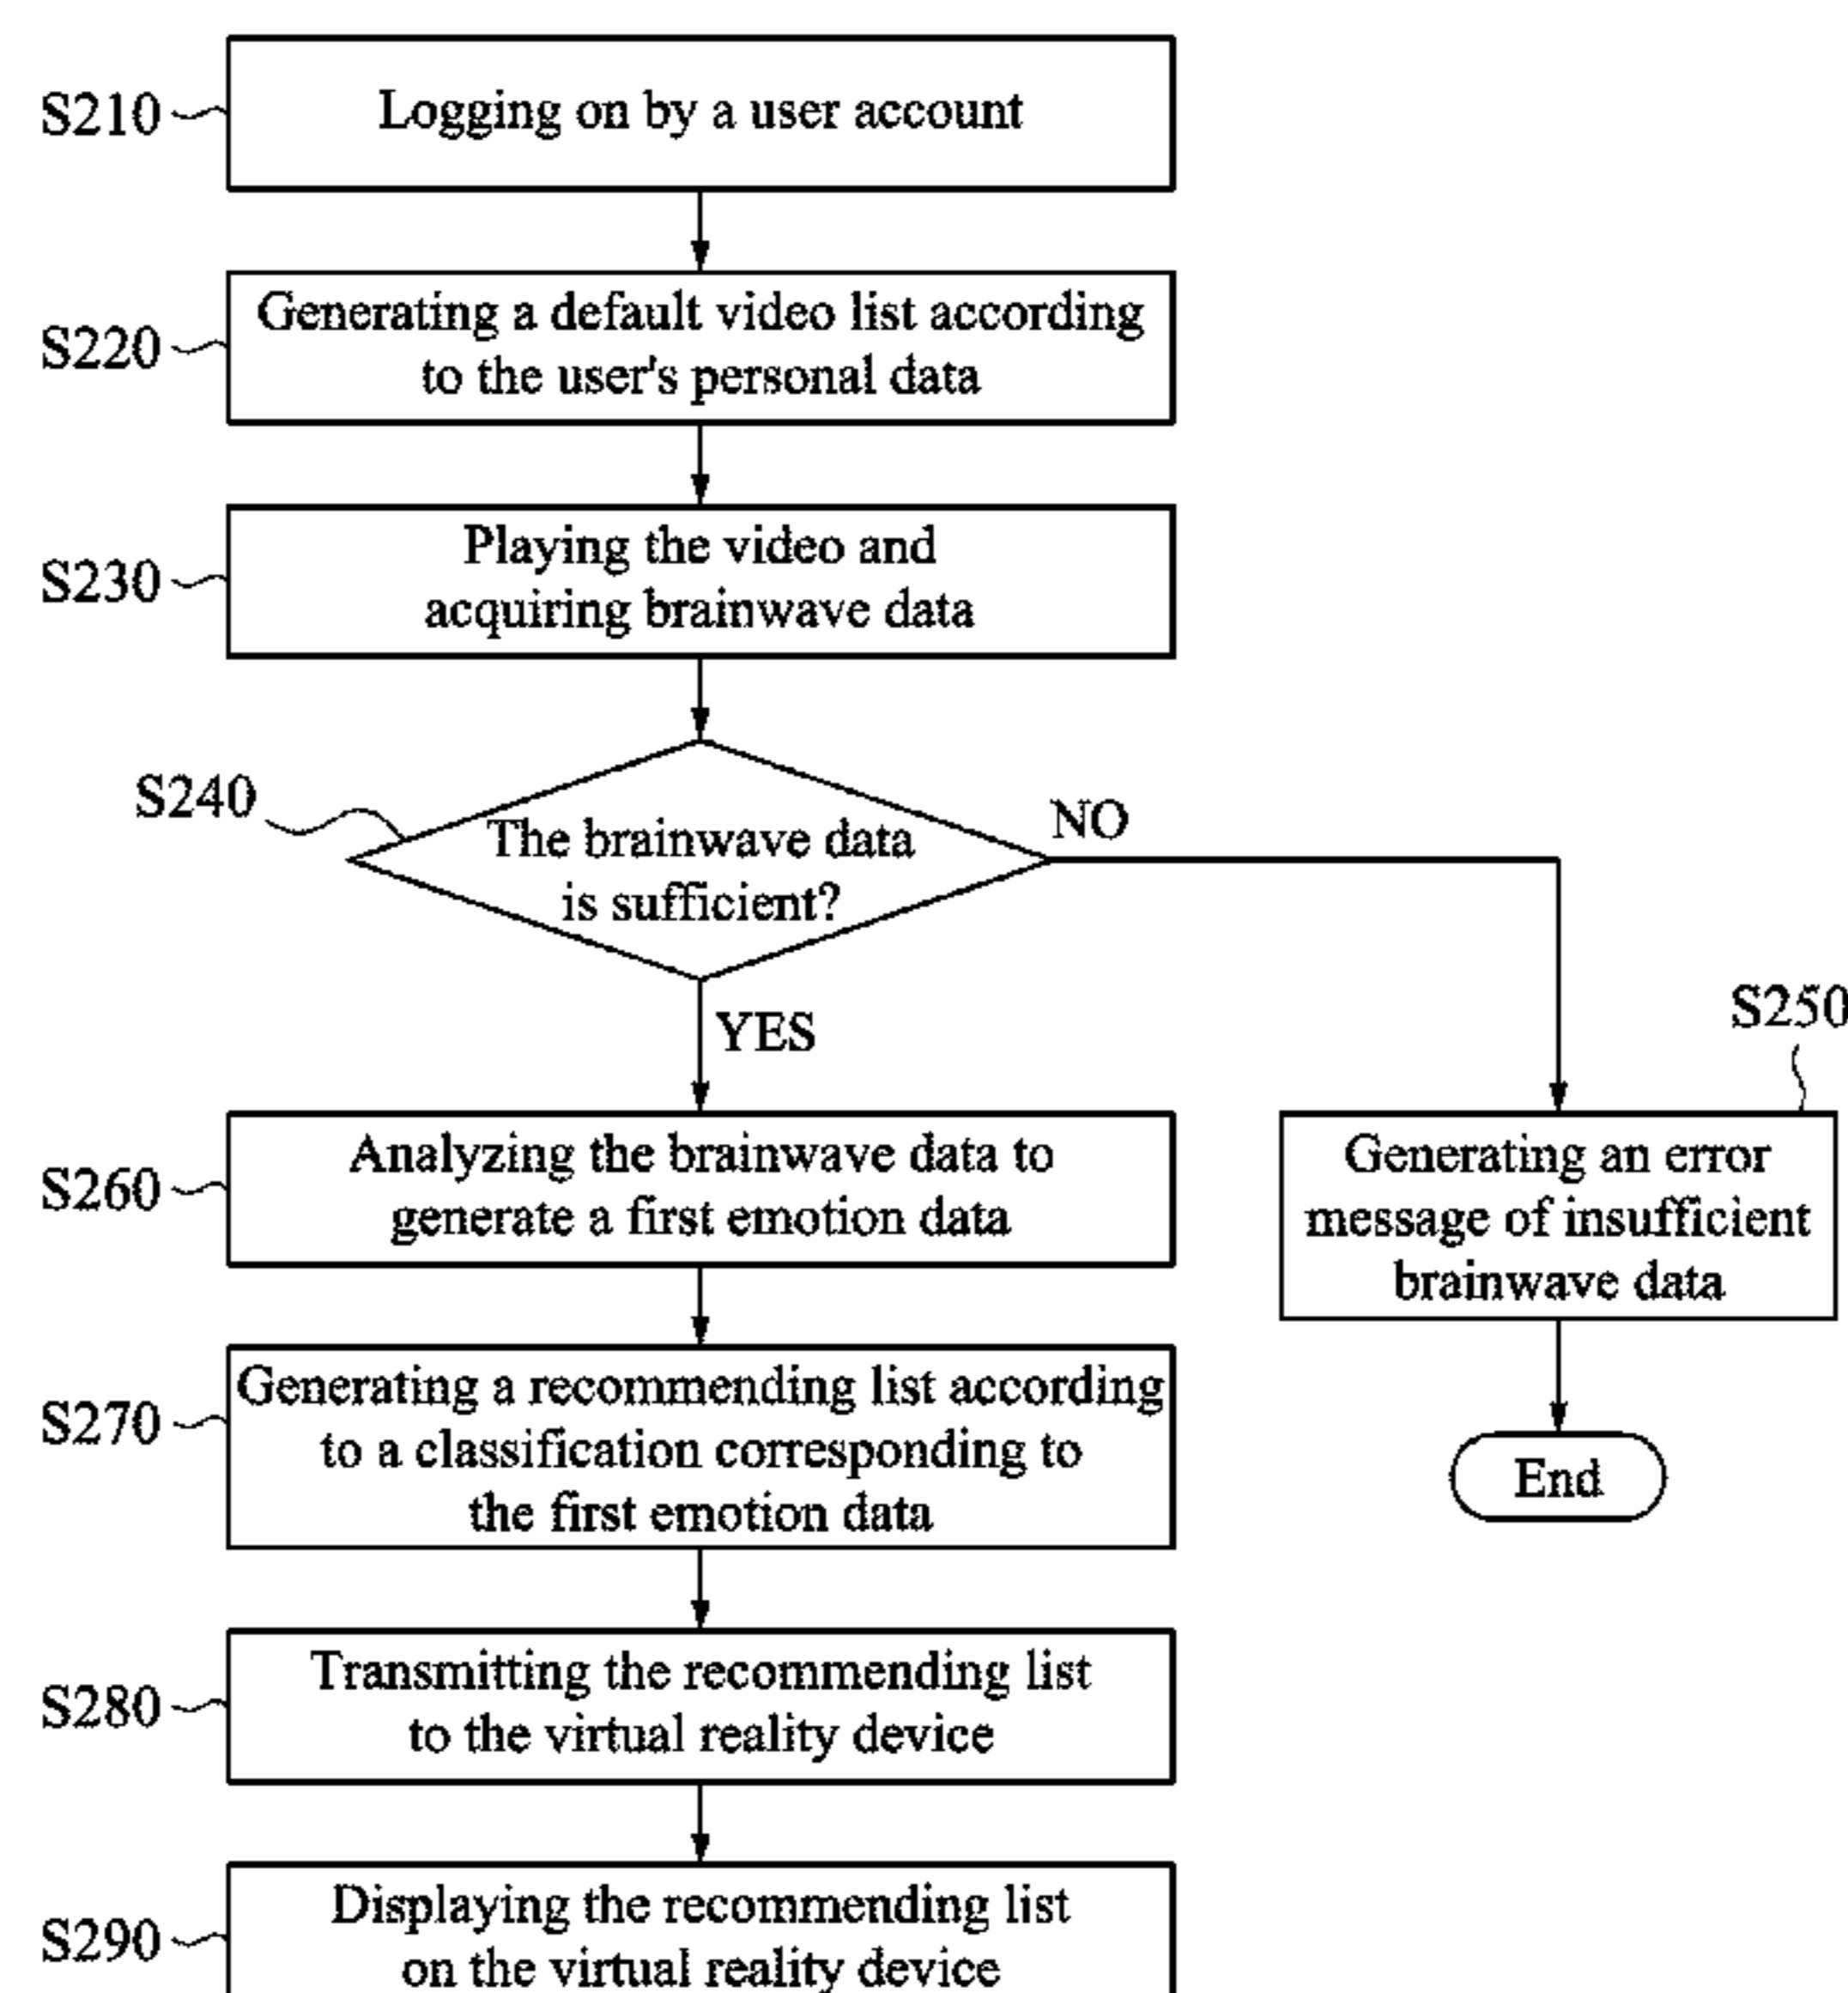 S210
Logging on by a user account
S220
Generating a default video list according
to the user's personal data
S230
Playing the video and
acquiring brainwave data
S240
The brainwave data
is sufficient?
NO
YES
S250
Generating an error
message of insufficient
brainwave data
End
S260
Analyzing the brainwave data to
generate a first emotion data
S270
Generating a recommending list according
to a classification corresponding to
the first emotion data
S280
Transmitting the recommending list
to the virtual reality device
S290
Displaying the recommending list
on the virtual reality device